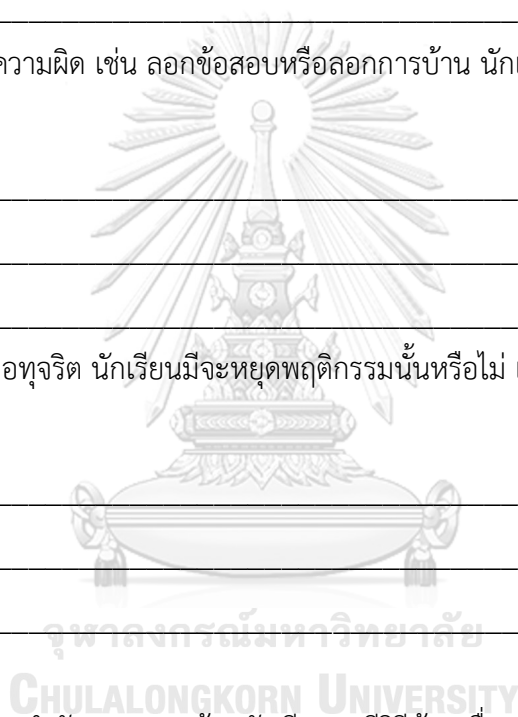 ความผิด เช่น ลอกข้อสอบหรือลอกการบ้าน
อทุจริต นักเรียนมีจะหยุดพฤติกรรมนั้นหรือไม่
จุฬาลงกรณ์มหาวิทยาลัย
CHULALONGKORN UNIVERSITY